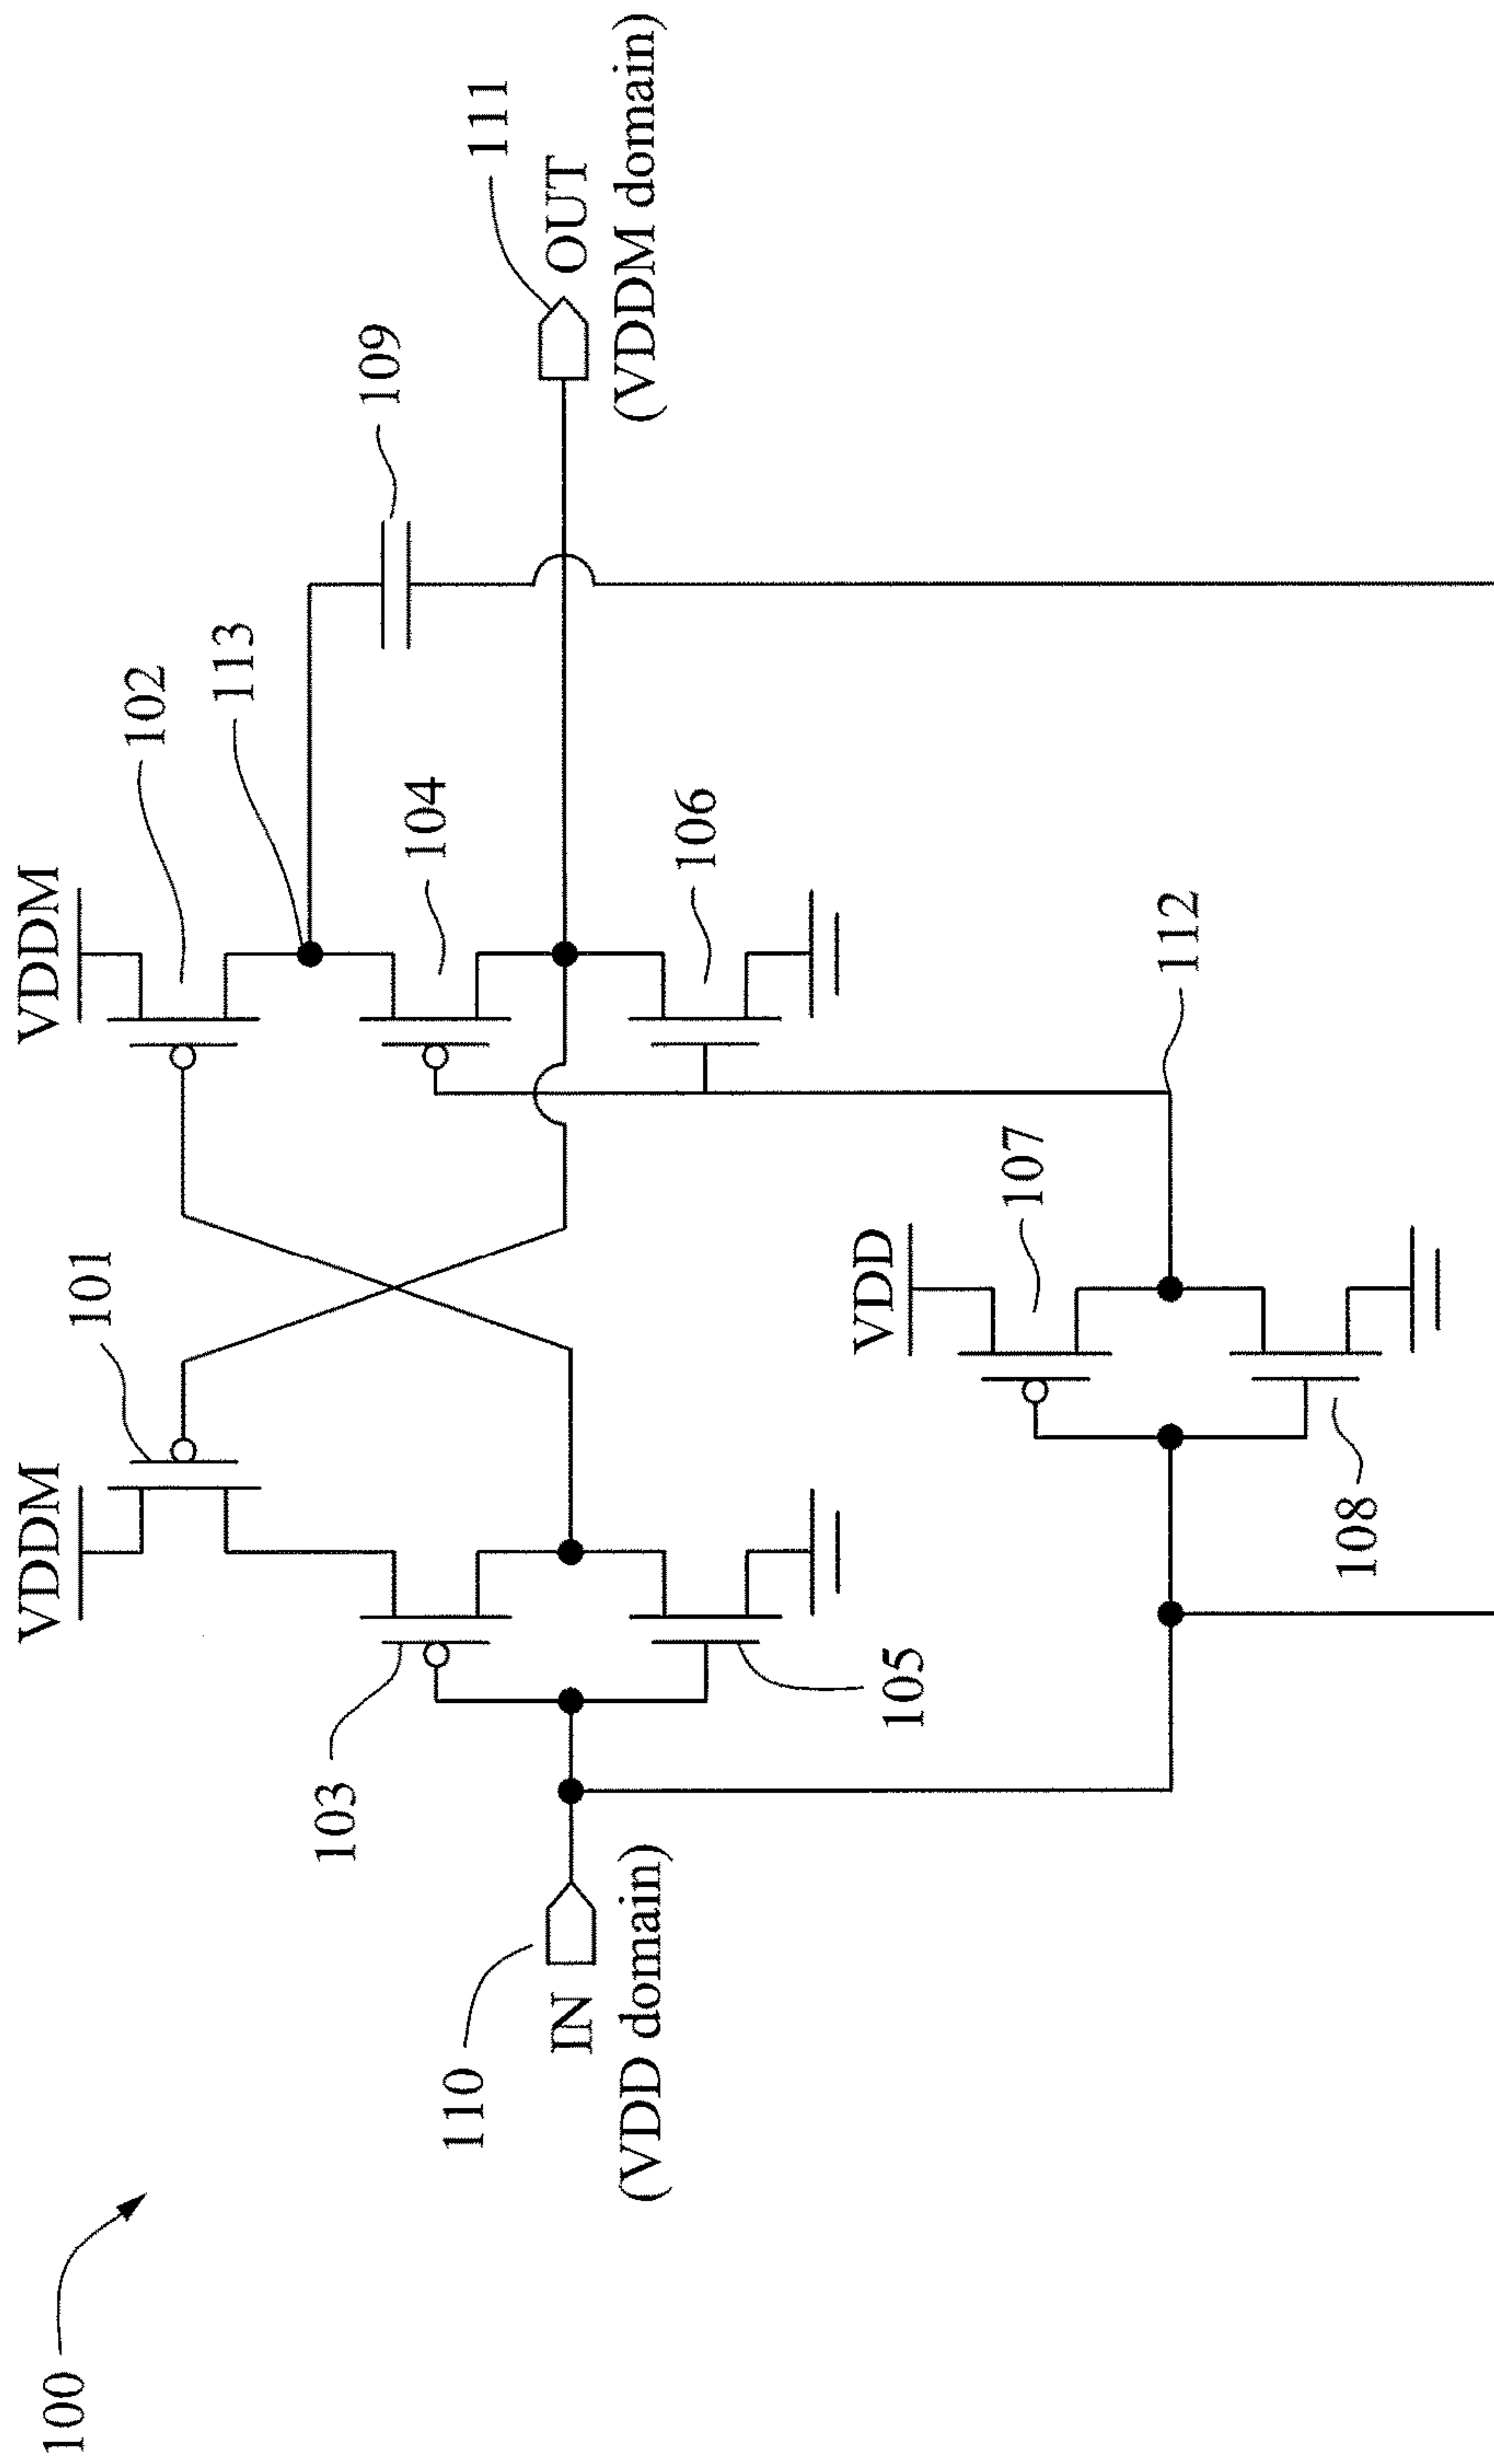 100
VDDM
101
VDDM
102
113
109
103
104
111
110
IN
(VDD domain)
OUT
(VDDM domain)
105
106
VDD
107
112
108